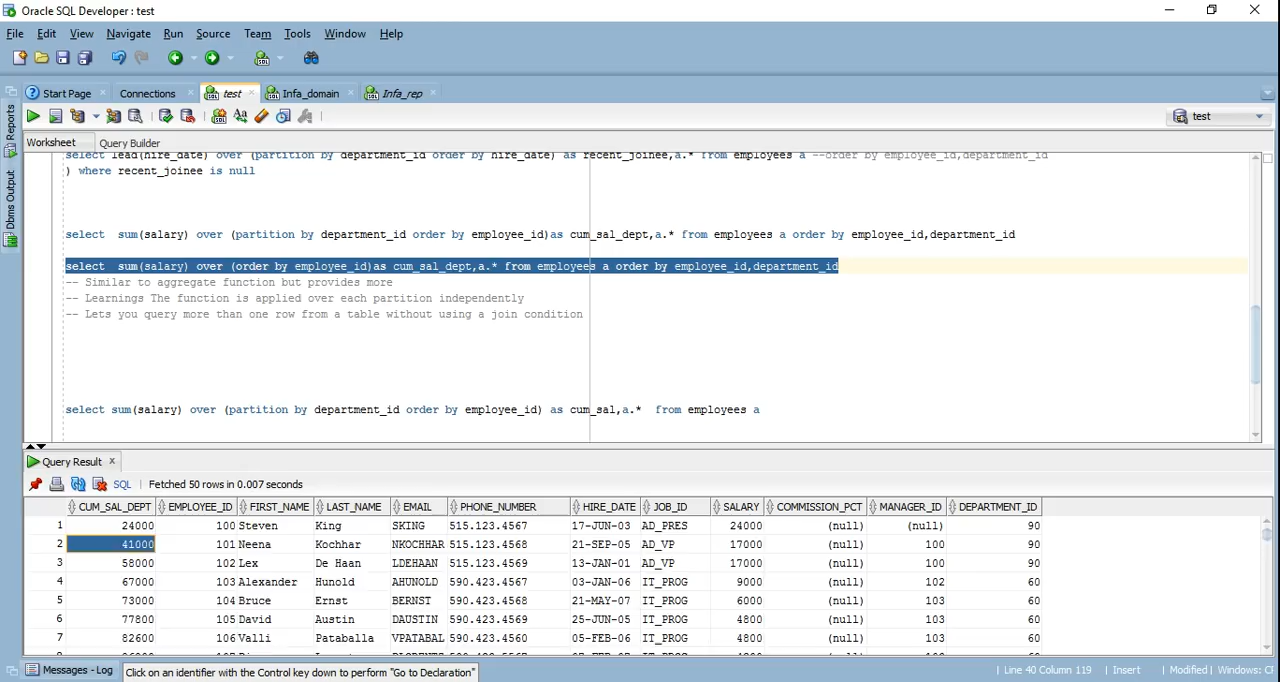 Oracle SQL Developer : test
File Edit View Navigate Run Source Team Tools Window Help
Start Page Connections test Infa_domain Infa_rep
test
Reports
Dbms Output
Worksheet Query Builder
select lead(hire_date) over (partition by department_id order by hire_date) as recent_joinee,a.* from employees a --order by employee_id,department_id
) where recent_joinee is null
select  sum(salary) over (partition by department_id order by employee_id)as cum_sal_dept,a.* from employees a order by employee_id,department_id
select  sum(salary) over (order by employee_id)as cum_sal_dept,a.* from employees a order by employee_id,department_id
-- Similar to aggregate function but provides more
-- Learnings The function is applied over each partition independently
-- Lets you query more than one row from a table without using a join condition
select sum(salary) over (partition by department_id order by employee_id) as cum_sal,a.*  from employees a
Query Result
SQL | Fetched 50 rows in 0.007 seconds
CUM_SAL_DEPT EMPLOYEE_ID FIRST_NAME LAST_NAME EMAIL PHONE_NUMBER HIRE_DATE JOB_ID SALARY COMMISSION_PCT MANAGER_ID DEPARTMENT_ID
1 24000 100 Steven King SKING 515.123.4567 17-JUN-03 AD_PRES 24000 (null) (null) 90
2 41000 101 Neena Kochhar NKOCHHAR 515.123.4568 21-SEP-05 AD_VP 17000 (null) 100 90
3 58000 102 Lex De Haan LDEHAAN 515.123.4569 13-JAN-01 AD_VP 17000 (null) 100 90
4 67000 103 Alexander Hunold AHUNOLD 590.423.4567 03-JAN-06 IT_PROG 9000 (null) 102 60
5 73000 104 Bruce Ernst BERNST 590.423.4568 21-MAY-07 IT_PROG 6000 (null) 103 60
6 77800 105 David Austin DAUSTIN 590.423.4569 25-JUN-05 IT_PROG 4800 (null) 103 60
7 82600 106 Valli Pataballa VPATABAL 590.423.4560 05-FEB-06 IT_PROG 4800 (null) 103 60
Messages - Log
Click on an identifier with the Control key down to perform "Go to Declaration"
Line 40 Column 119 | Insert | Modified | Windows: CF